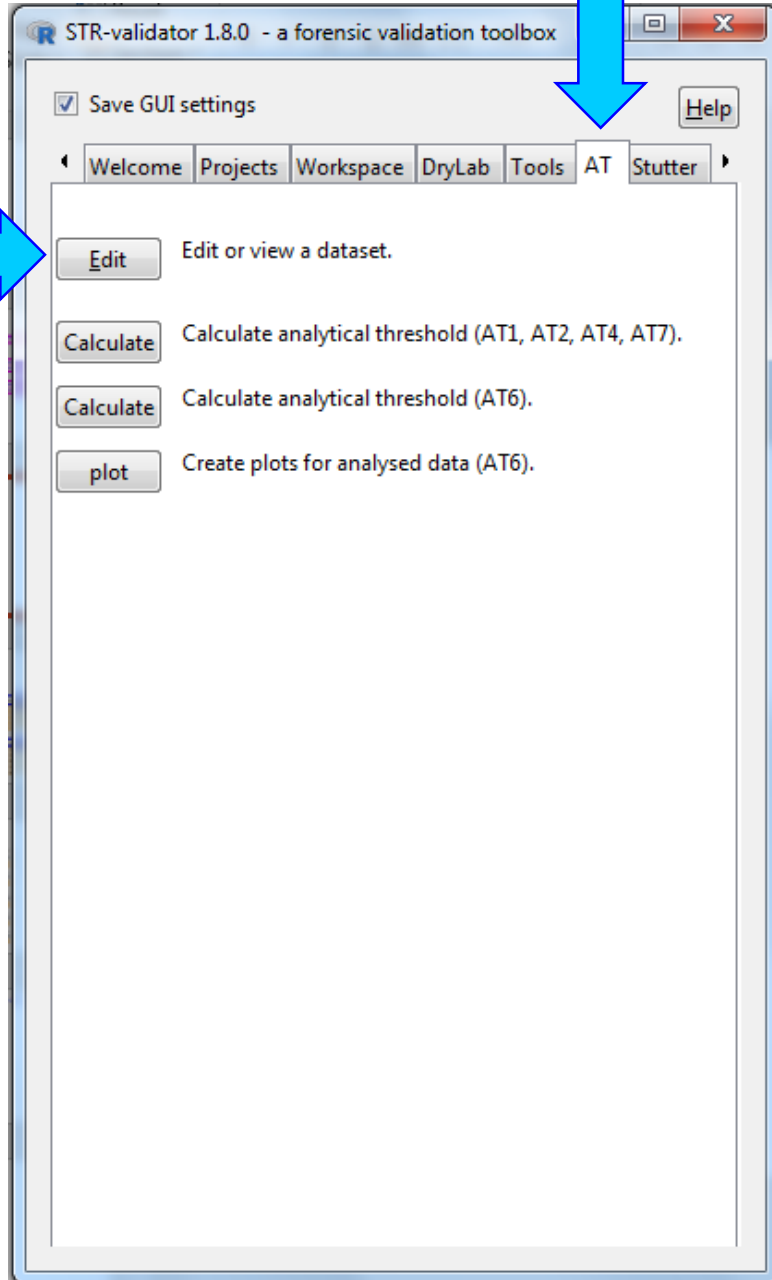 STR-validator 1.8.0 - a forensic validation toolbox
Save GUI settings
Help
Welcome Projects Workspace DryLab Tools AT Stutter
Edit Edit or view a dataset.
Calculate Calculate analytical threshold (AT1, AT2, AT4, AT7).
Calculate Calculate analytical threshold (AT6).
plot Create plots for analysed data (AT6).